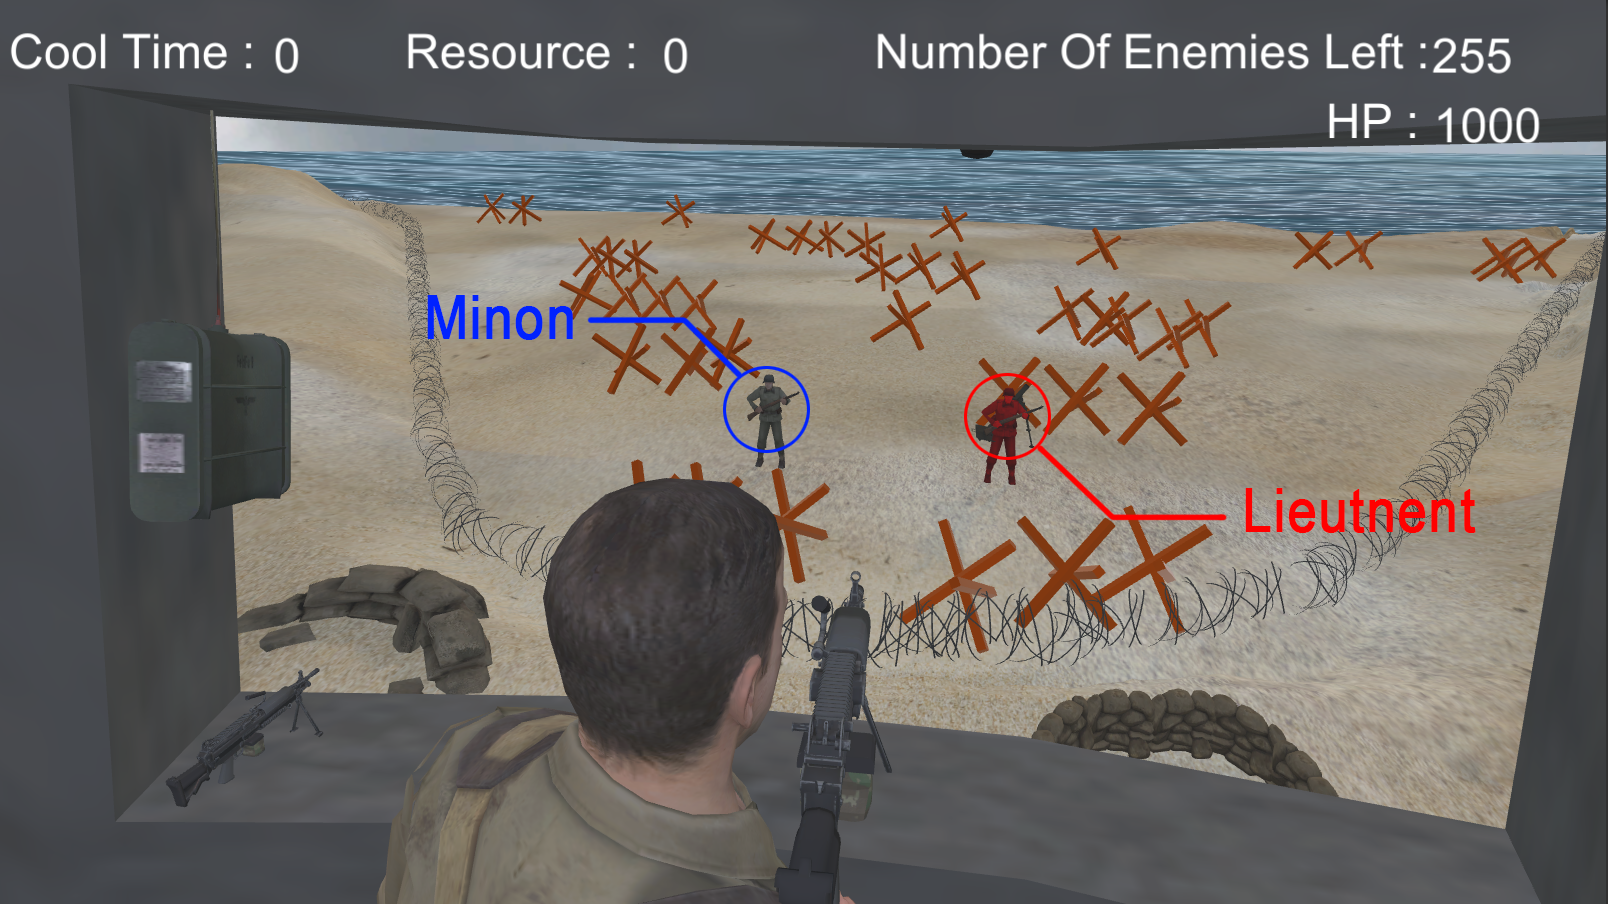 Cool Time : 0
Resource : 0
Number Of Enemies Left :255
HP : 1000
Minon
Lieutnent